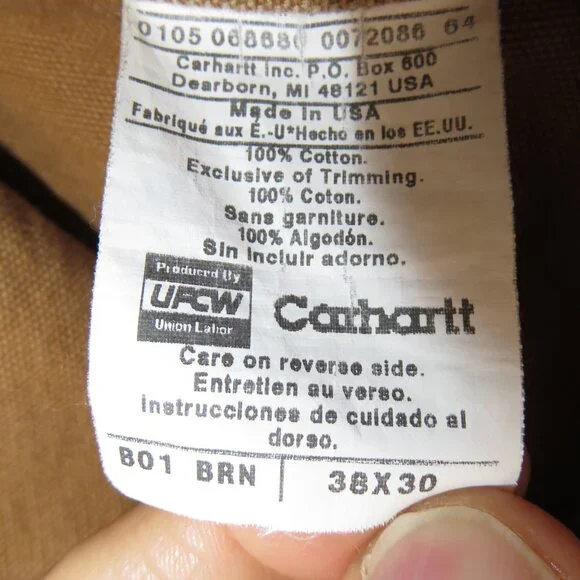 0105 068686 0072086 64
Carhartt Inc. P.O. Box 600
Dearborn, MI 48121 USA
Made in USA
Fabriqué aux É.-U*Hecho en los EE.UU.
100% Cotton.
Exclusive of Trimming.
100% Coton.
Sans garniture.
100% Algodón.
Sin incluir adorno.
Produced By
UFCW
Union Labor
Carhartt
Care on reverse side.
Entretien au verso.
Instrucciones de cuidado al
dorso.
B01 BRN
38X30